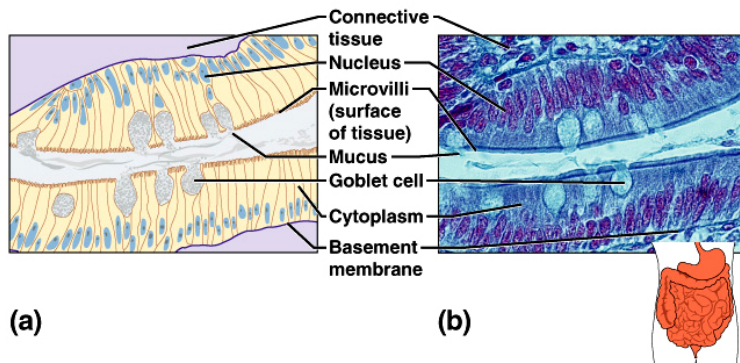 Connective
tissue
Nucleus
Microvilli
(surface
of tissue)
Mucus
Goblet cell
Cytoplasm
Basement
membrane
(a)
(b)